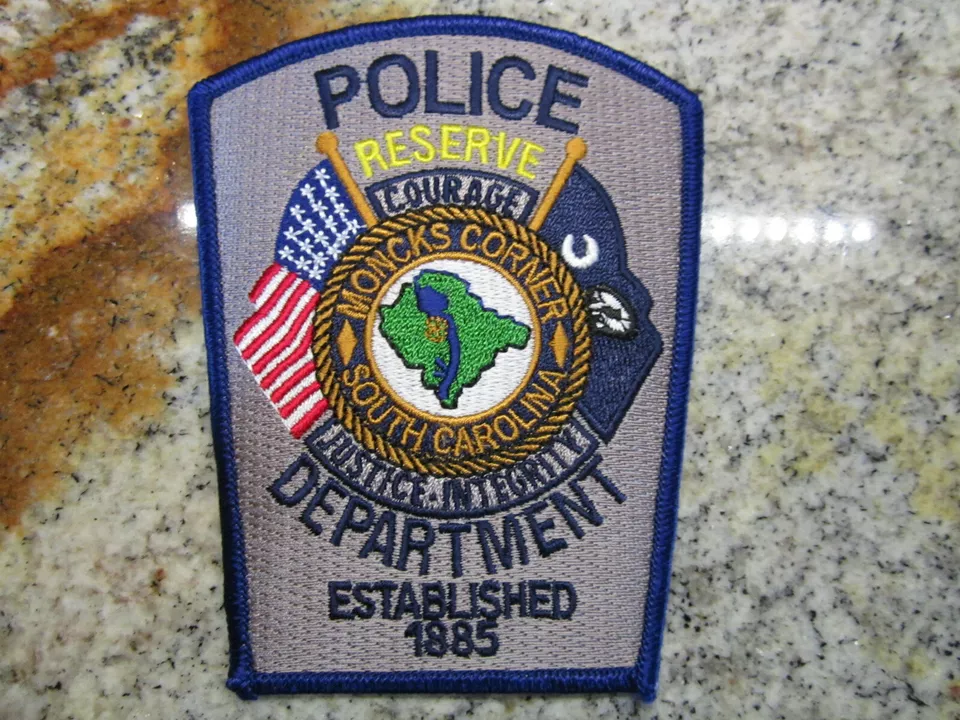 POLICE
RESERVE
COURAGE
MONCKS CORNER
SOUTH CAROLINA
JUSTICE INTEGRITY
DEPARTMENT
ESTABLISHED
1885